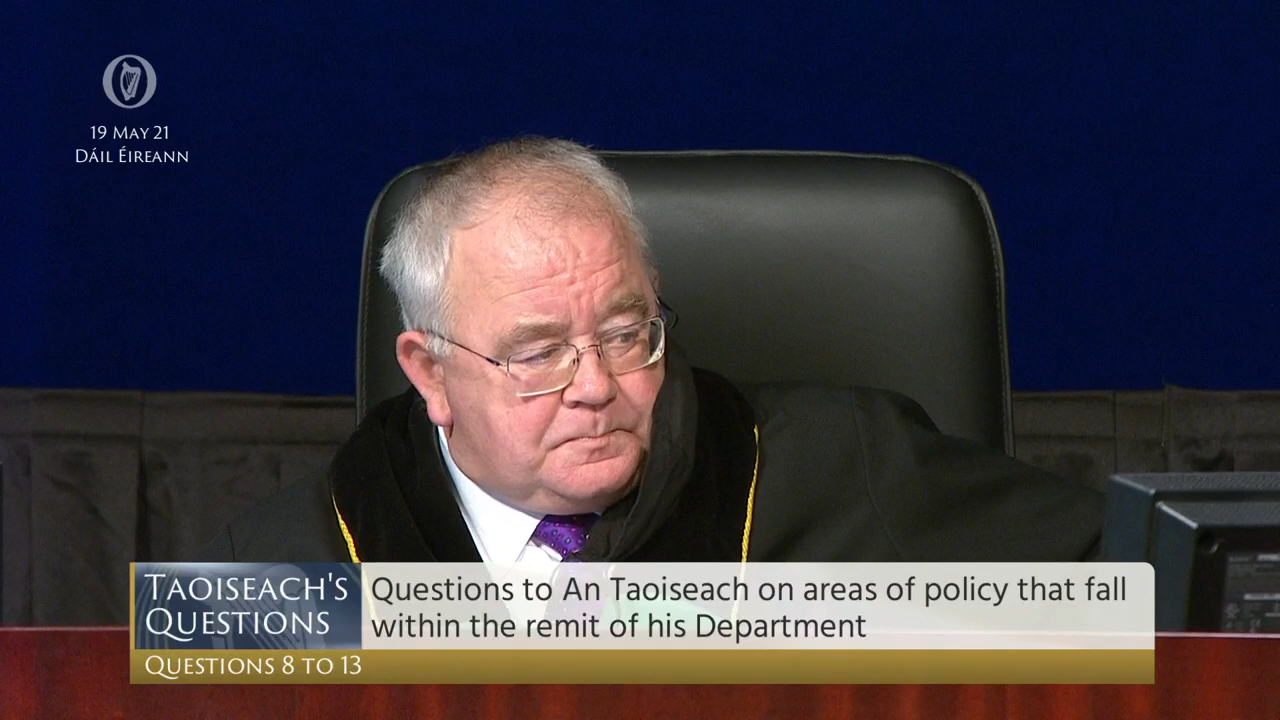 19 May 21
Dáil Éireann
Taoiseach's
Questions
Questions to An Taoiseach on areas of policy that fall
within the remit of his Department
Questions 8 to 13